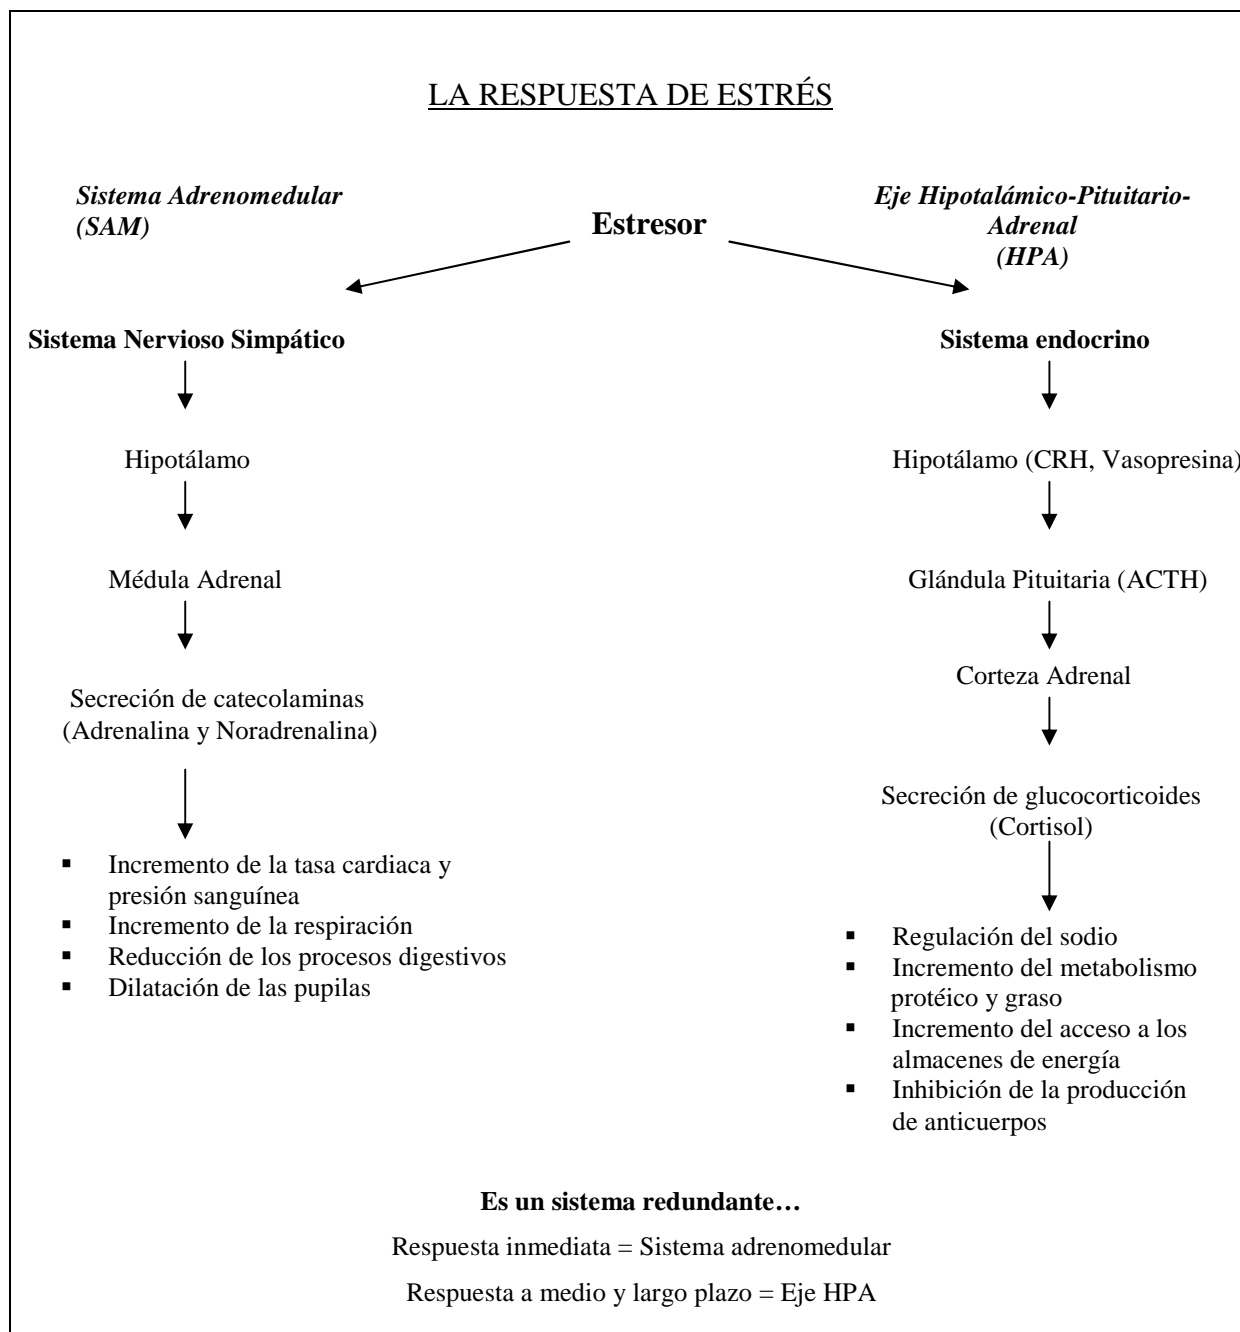 LA RESPUESTA DE ESTRÉS
Sistema Adrenomedular
(SAM)
Estresor
Eje Hipotalámico-Pituitario-
Adrenal
(HPA)
Sistema Nervioso Simpático
Hipotálamo
Médula Adrenal
Secreción de catecolaminas
(Adrenalina y Noradrenalina)
▪ Incremento de la tasa cardiaca y
presión sanguínea
▪ Incremento de la respiración
▪ Reducción de los procesos digestivos
▪ Dilatación de las pupilas
Sistema endocrino
Hipotálamo (CRH, Vasopresina)
Glándula Pituitaria (ACTH)
Corteza Adrenal
Secreción de glucocorticoides
(Cortisol)
▪ Regulación del sodio
▪ Incremento del metabolismo
protéico y graso
▪ Incremento del acceso a los
almacenes de energía
▪ Inhibición de la producción
de anticuerpos
Es un sistema redundante…
Respuesta inmediata = Sistema adrenomedular
Respuesta a medio y largo plazo = Eje HPA